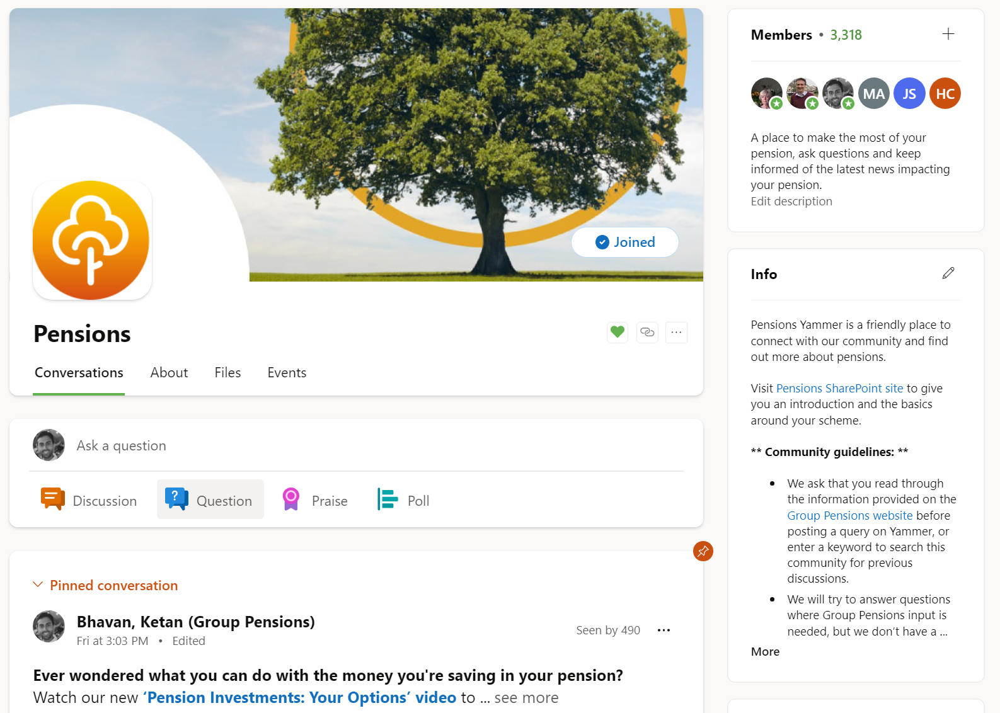 Joined
Pensions
Conversations About Files Events
Ask a question
Discussion Question Praise Poll
Pinned conversation
Bhavan, Ketan (Group Pensions)
Fri at 3:03 PM • Edited
Seen by 490
Ever wondered what you can do with the money you're saving in your pension?
Watch our new ‘Pension Investments: Your Options’ video to ... see more
Members • 3,318
MA JS HC
A place to make the most of your
pension, ask questions and keep
informed of the latest news impacting
your pension.
Edit description
Info
Pensions Yammer is a friendly place to
connect with our community and find
out more about pensions.
Visit Pensions SharePoint site to give
you an introduction and the basics
around your scheme.
** Community guidelines: **
• We ask that you read through
the information provided on the
Group Pensions website before
posting a query on Yammer, or
enter a keyword to search this
community for previous
discussions.
• We will try to answer questions
where Group Pensions input is
needed, but we don’t have a ...
More